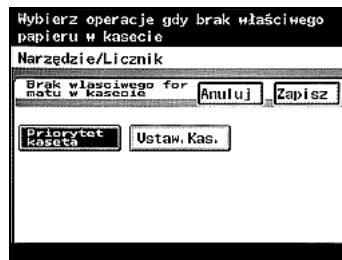 Wybierz operacje gdy brak właściwego
papieru w kasecie
Narzędzie/Licznik
Brak wlasciwego for
matu w kasecie
Anuluj
Zapisz
Priorytet
kaseta
Ustaw.Kas.